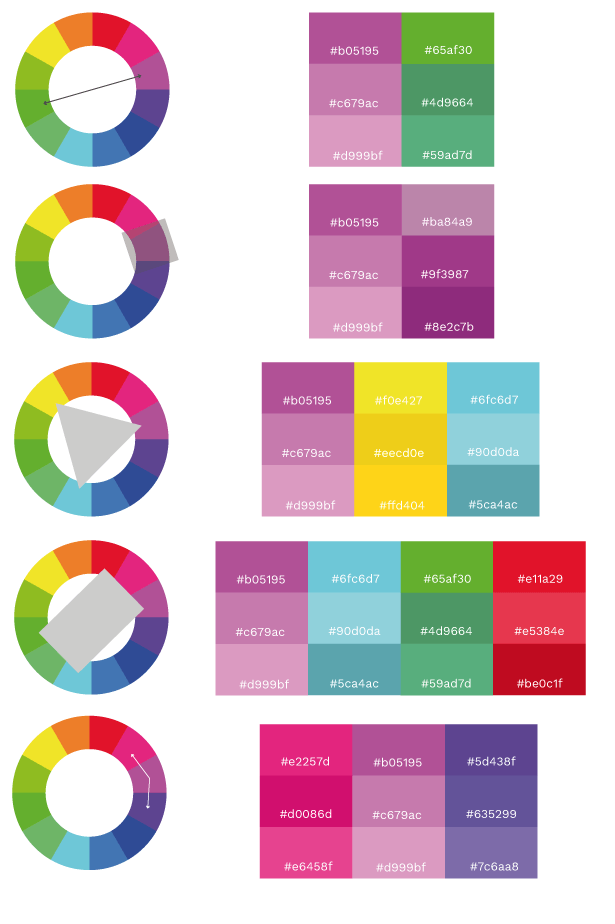 #b05195 #65af30
#c679ac #4d9664
#d999bf #59ad7d
#b05195 #ba84a9
#c679ac #9f3987
#d999bf #8e2c7b
#b05195 #f0e427 #6fc6d7
#c679ac #eecd0e #90d0da
#d999bf #ffd404 #5ca4ac
#b05195 #6fc6d7 #65af30 #e11a29
#c679ac #90d0da #4d9664 #e5384e
#d999bf #5ca4ac #59ad7d #be0c1f
#e2257d #b05195 #5d438f
#d0086d #c679ac #635299
#e6458f #d999bf #7c6aa8